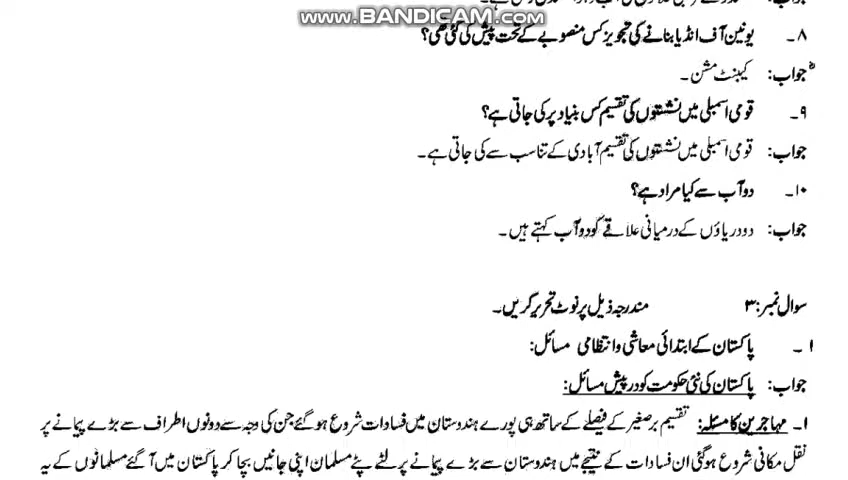 www.BANDICAM.com
جواب:
۸۔ یونین آف انڈیا بنانے کی تجویز کس منصوبے کے تحت پیش کی گئی تھی؟
جواب: کیبنٹ مشن۔
۹۔ قومی اسمبلی میں نشستوں کی تقسیم کس بنیاد پر کی جاتی ہے؟
جواب: قومی اسمبلی میں نشستوں کی تقسیم آبادی کے تناسب سے کی جاتی ہے۔
۱۰۔ دوآب سے کیا مراد ہے؟
جواب: دو دریاؤں کے درمیانی علاقے کو دوآب کہتے ہیں۔
سوال نمبر: ۳ مندرجہ ذیل پر نوٹ تحریر کریں۔
۱۔ پاکستان کے ابتدائی معاشی و انتظامی مسائل:
جواب: پاکستان کی نئی حکومت کو درپیش مسائل:
۱۔ مہاجرین کا مسئلہ: تقسیم برصغیر کے فیصلے کے ساتھ ہی پورے ہندوستان میں فسادات شروع ہو گئے جن کی وجہ سے دونوں اطراف سے بڑے پیمانے پر
نقل مکانی شروع ہو گئی ان فسادات کے نتیجے میں ہندوستان سے بڑے پیمانے پر لٹے پٹے مسلمان اپنی جانیں بچا کر پاکستان میں آ گئے مسلمانوں کے یہ